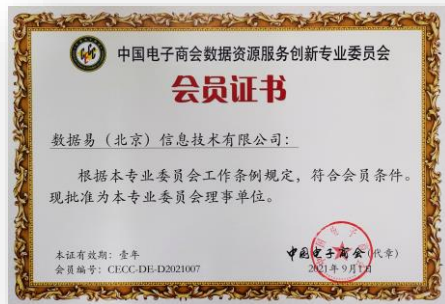 中国电子商会数据资源服务创新专业委员会
会员证书
数据易（北京）信息技术有限公司：
根据本专业委员会工作条例规定，符合会员条件。
现批准为本专业委员会理事单位。
本证有效期：壹年
会员编号：CECC-DE-D2021007
中国电子商会(代章)
2021年9月1日